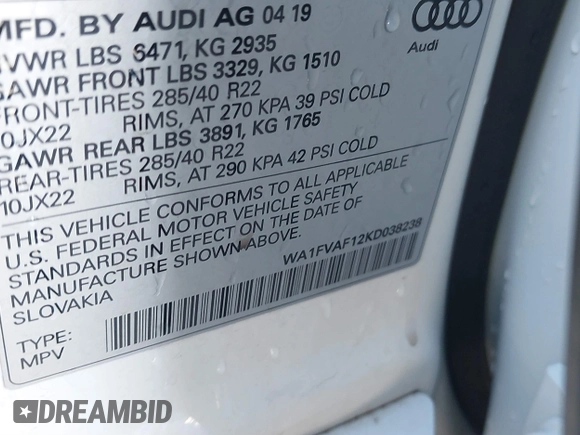 MFD. BY AUDI AG 04 19
GVWR LBS 6471, KG 2935
GAWR FRONT LBS 3329, KG 1510
FRONT-TIRES 285/40 R22
10JX22 RIMS, AT 270 KPA 39 PSI COLD
GAWR REAR LBS 3891, KG 1765
REAR-TIRES 285/40 R22
10JX22 RIMS, AT 290 KPA 42 PSI COLD
THIS VEHICLE CONFORMS TO ALL APPLICABLE
U.S. FEDERAL MOTOR VEHICLE SAFETY
STANDARDS IN EFFECT ON THE DATE OF
MANUFACTURE SHOWN ABOVE.
SLOVAKIA
WA1FVAF12KD038238
TYPE:
MPV
Audi
DREAMBID